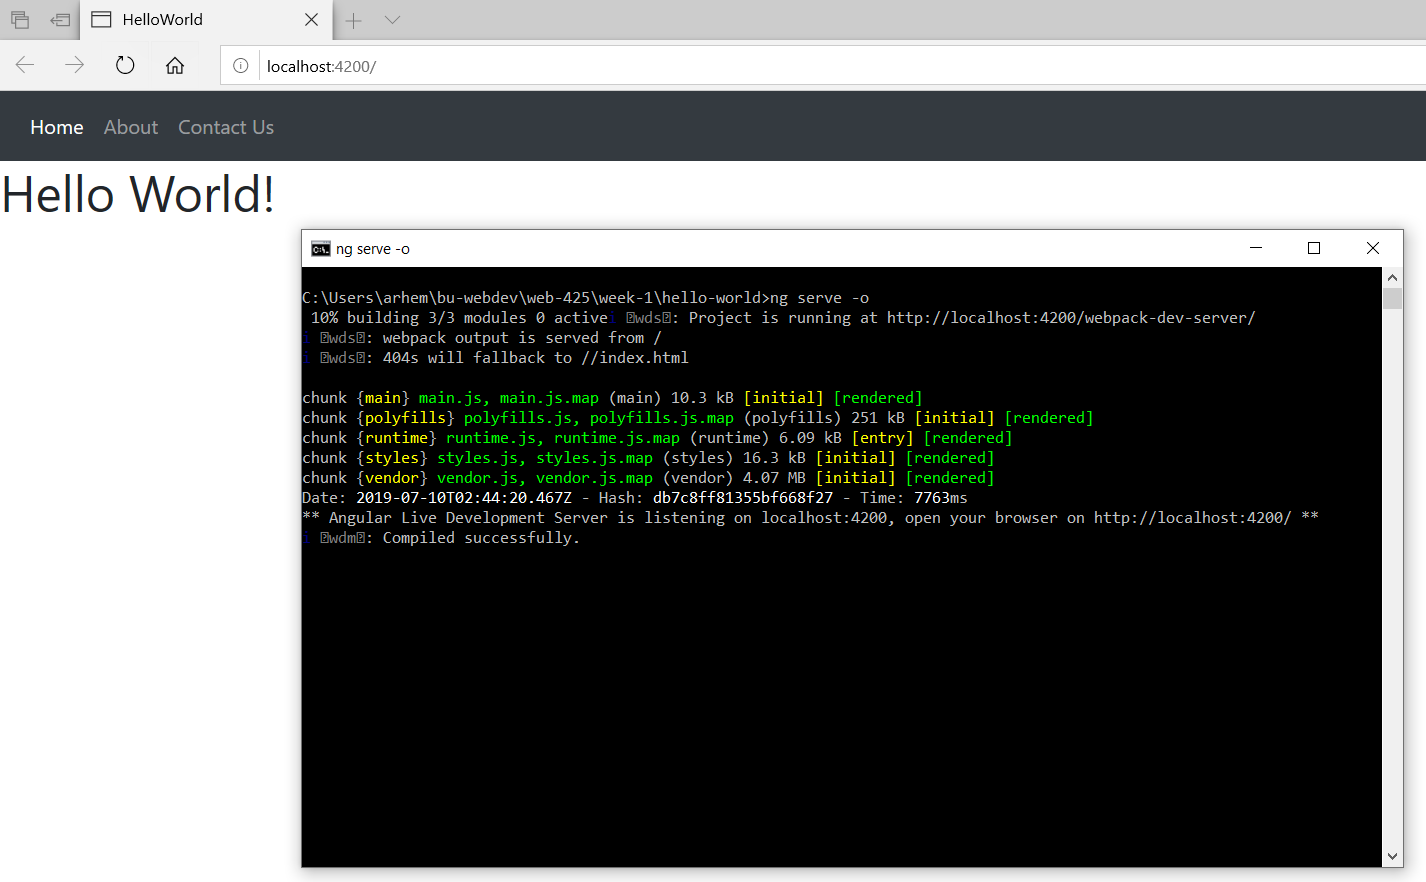 HelloWorld
localhost:4200/
Home About Contact Us
Hello World!
ng serve -o
C:\Users\arhem\bu-webdev\web-425\week-1\hello-world>ng serve -o
10% building 3/3 modules 0 activei ⍰wds⍰: Project is running at http://localhost:4200/webpack-dev-server/
i ⍰wds⍰: webpack output is served from /
i ⍰wds⍰: 404s will fallback to //index.html
chunk {main} main.js, main.js.map (main) 10.3 kB [initial] [rendered]
chunk {polyfills} polyfills.js, polyfills.js.map (polyfills) 251 kB [initial] [rendered]
chunk {runtime} runtime.js, runtime.js.map (runtime) 6.09 kB [entry] [rendered]
chunk {styles} styles.js, styles.js.map (styles) 16.3 kB [initial] [rendered]
chunk {vendor} vendor.js, vendor.js.map (vendor) 4.07 MB [initial] [rendered]
Date: 2019-07-10T02:44:20.467Z - Hash: db7c8ff81355bf668f27 - Time: 7763ms
** Angular Live Development Server is listening on localhost:4200, open your browser on http://localhost:4200/ **
i ⍰wdm⍰: Compiled successfully.